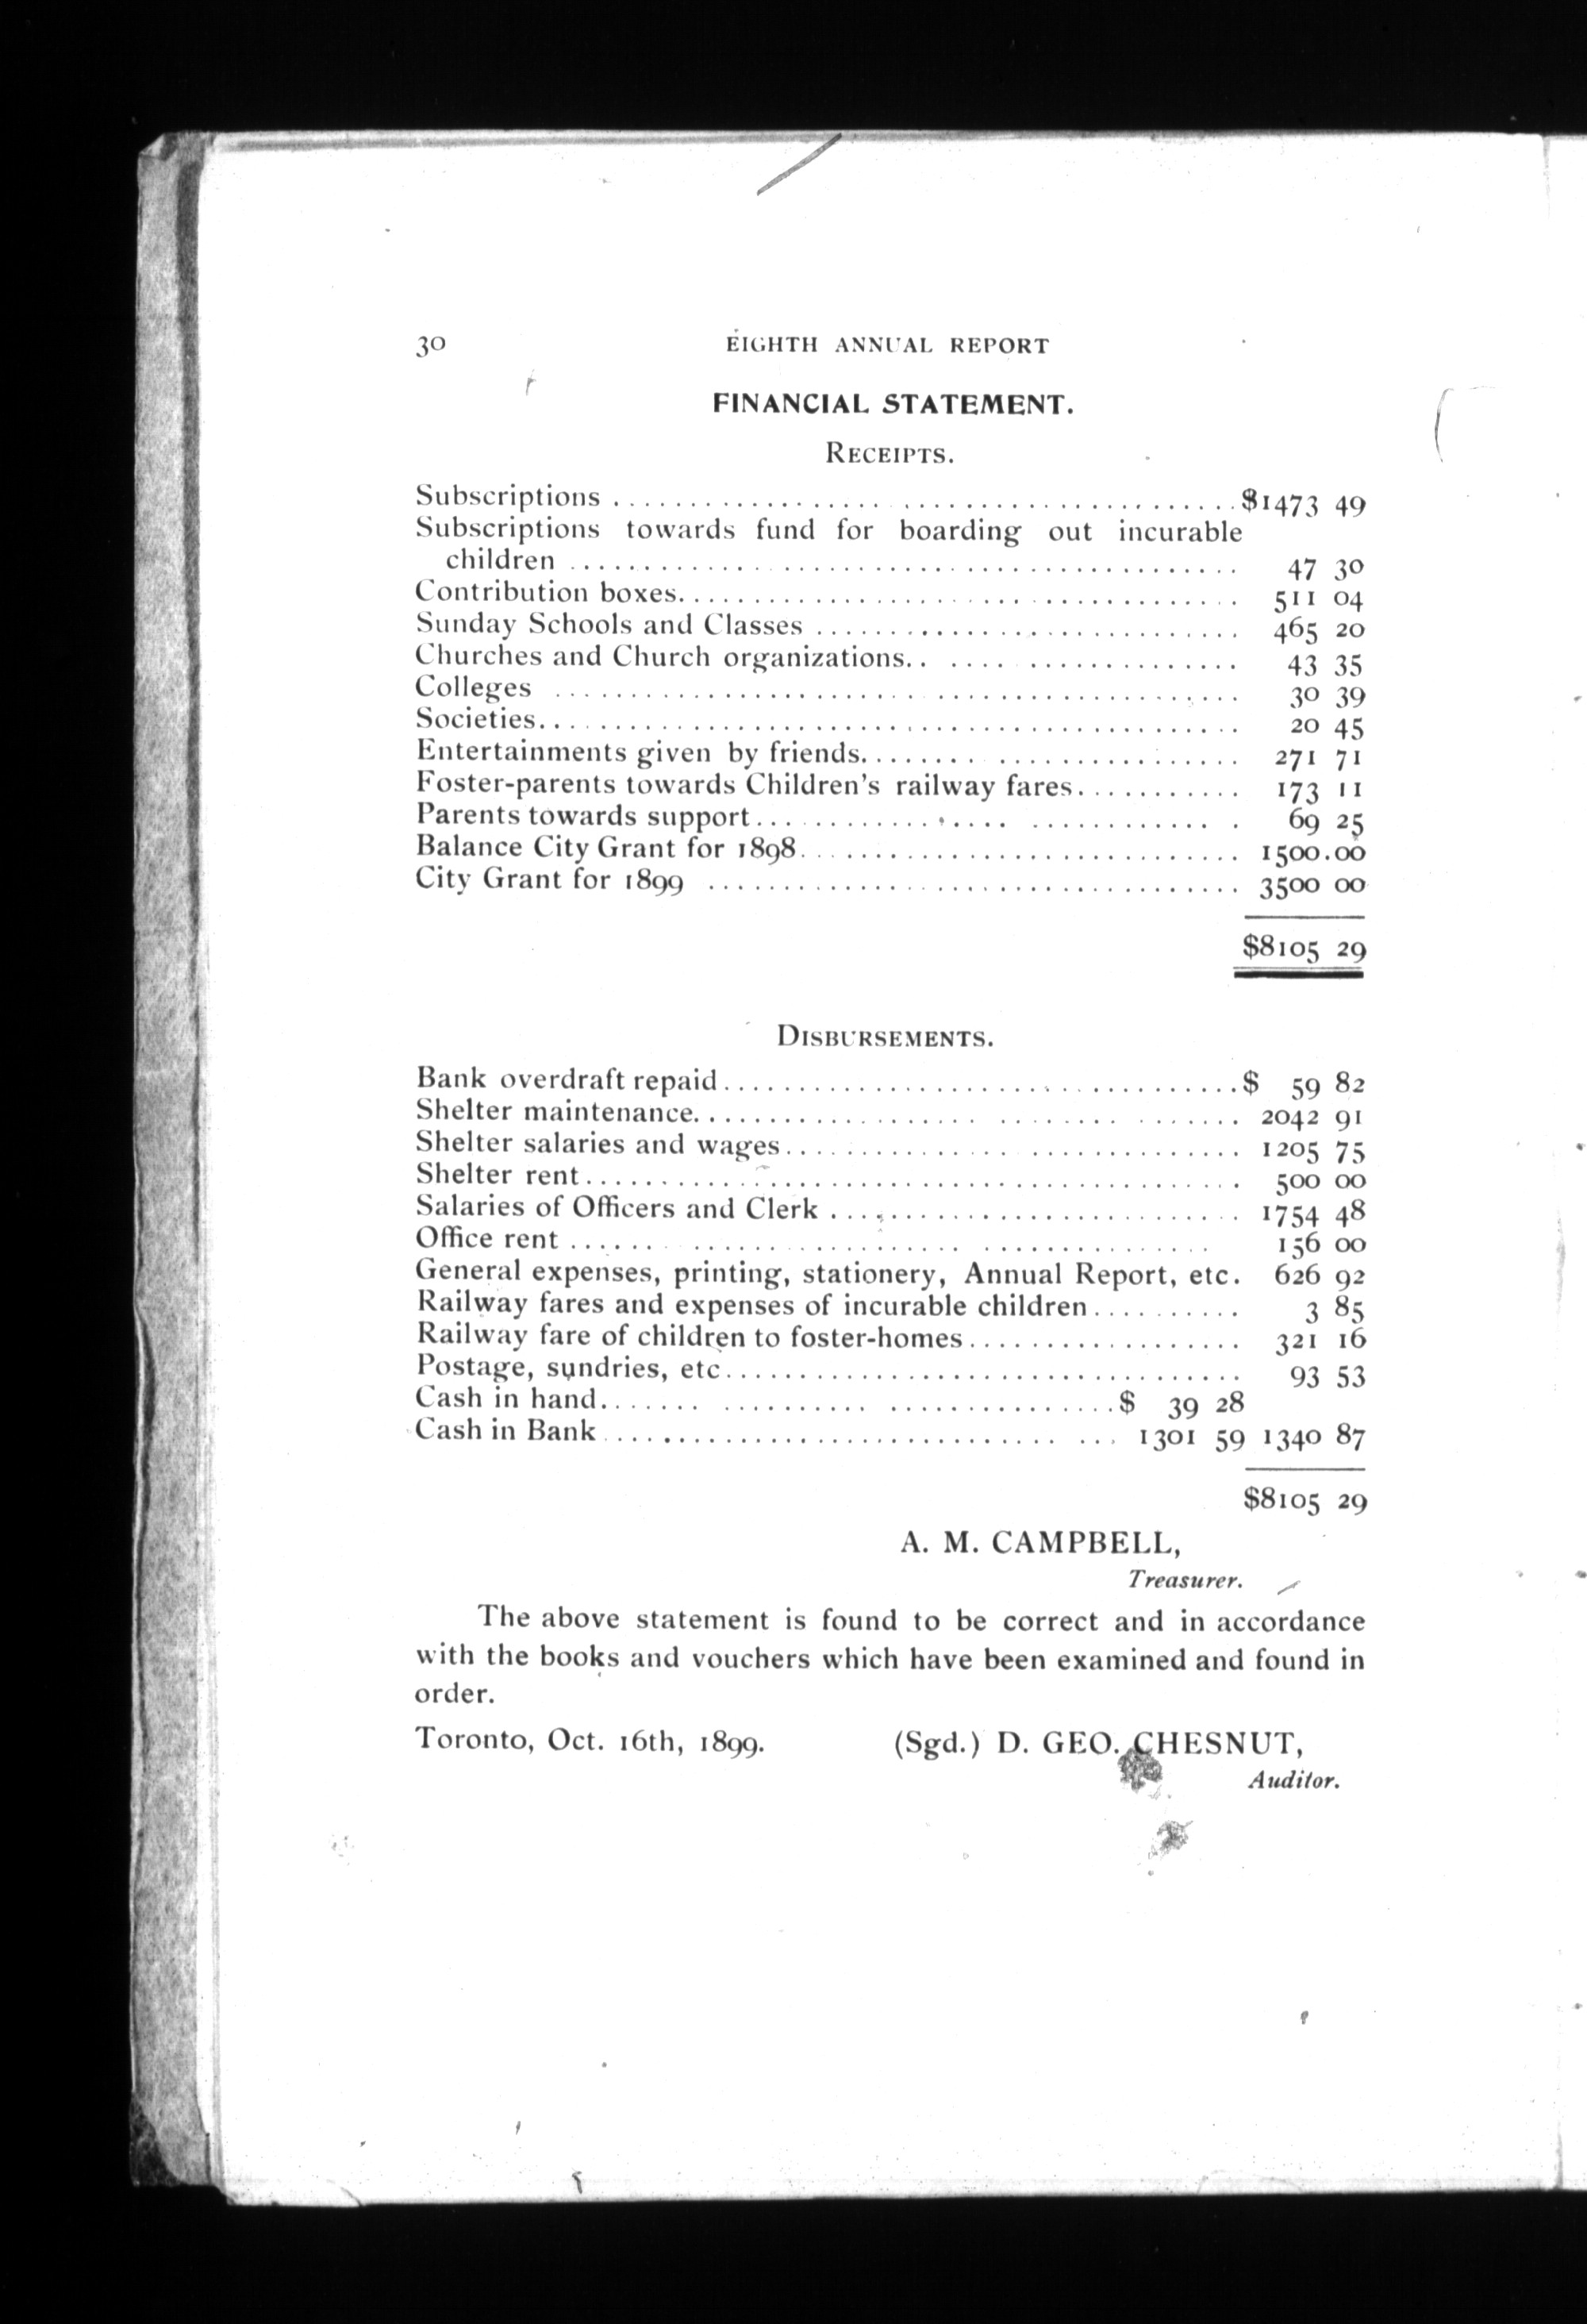 30 EIGHTH ANNUAL REPORT
FINANCIAL STATEMENT.
RECEIPTS.
Subscriptions ........................................ $1473 49
Subscriptions towards fund for boarding out incurable
children ........................................ 47 30
Contribution boxes........................................ 511 04
Sunday Schools and Classes ........................................ 465 20
Churches and Church organizations........................................ 43 35
Colleges ........................................ 30 39
Societies........................................ 20 45
Entertainments given by friends........................................ 271 71
Foster-parents towards Children's railway fares............ 173 11
Parents towards support........................................ 69 25
Balance City Grant for 1898........................................ 1500.00
City Grant for 1899 ........................................ 3500 00
$8105 29
DISBURSEMENTS.
Bank overdraft repaid........................................$ 59 82
Shelter maintenance........................................ 2042 91
Shelter salaries and wages........................................ 1205 75
Shelter rent........................................ 500 00
Salaries of Officers and Clerk ........................................ 1754 48
Office rent ........................................ 156 00
General expenses, printing, stationery, Annual Report, etc. 626 92
Railway fares and expenses of incurable children.......... 3 85
Railway fare of children to foster-homes.................. 321 16
Postage, sundries, etc........................................ 93 53
Cash in hand..............................$ 39 28
Cash in Bank .............................. 1301 59 1340 87
$8105 29
A. M. CAMPBELL,
Treasurer.
The above statement is found to be correct and in accordance
with the books and vouchers which have been examined and found in
order.
Toronto, Oct. 16th, 1899. (Sgd.) D. GEO. CHESNUT,
Auditor.